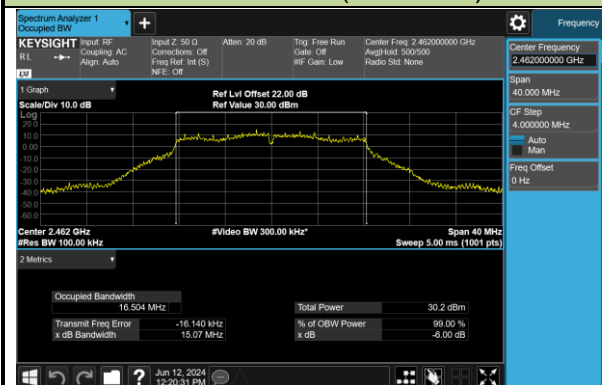 Spectrum Analyzer 1
Occupied BW
Frequency
KEYSIGHT Input: RF Input Z: 50 Ω Atten: 20 dB Trig: Free Run Center Freq: 2.462000000 GHz
RL Coupling: AC Corrections: Off Gate: Off Avg|Hold: 500/500
Align: Auto Freq Ref: Int (S) #IF Gain: Low Radio Std: None
LXI NFE: Off
Center Frequency
2.462000000 GHz
Span
40.000 MHz
CF Step
4.000000 MHz
Auto
Man
Freq Offset
0 Hz
1 Graph
Ref Lvl Offset 22.00 dB
Scale/Div 10.0 dB Ref Value 30.00 dBm
Log
20.0
10.0
0.00
-10.0
-20.0
-30.0
-40.0
-50.0
-60.0
Center 2.462 GHz #Video BW 300.00 kHz* Span 40 MHz
#Res BW 100.00 kHz Sweep 5.00 ms (1001 pts)
2 Metrics
Occupied Bandwidth
16.504 MHz Total Power 30.2 dBm
Transmit Freq Error -16.140 kHz % of OBW Power 99.00 %
x dB Bandwidth 15.07 MHz x dB -6.00 dB
Jun 12, 2024
12:20:31 PM